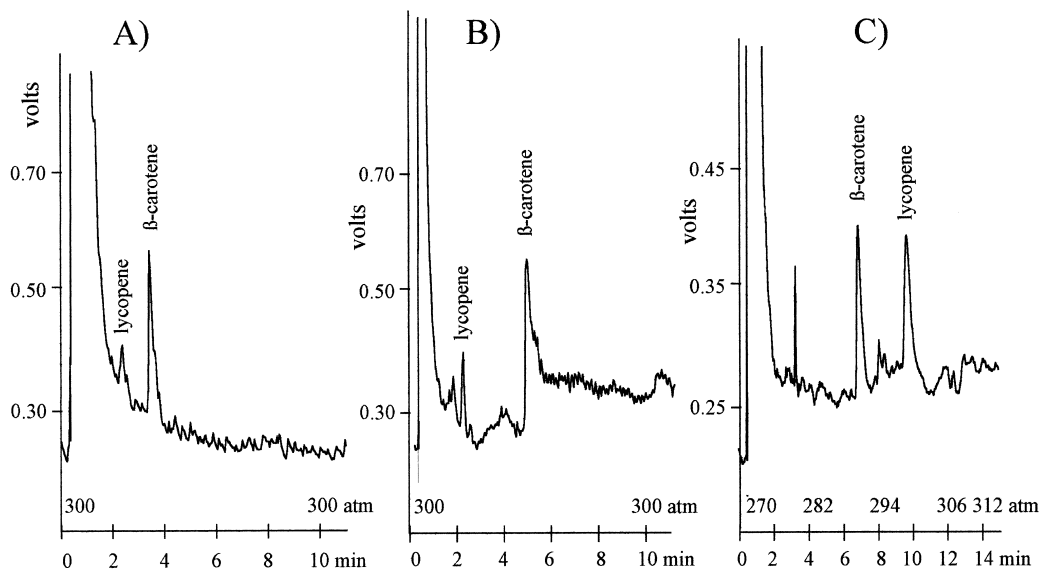 A)
volts
0.70
0.50
0.30
lycopene
ß-carotene
300 300 atm
0 2 4 6 8 10 min
B)
volts
0.70
0.50
0.30
lycopene
ß-carotene
300 300 atm
0 2 4 6 8 10 min
C)
volts
0.45
0.35
0.25
ß-carotene
lycopene
270 282 294 306 312 atm
0 2 4 6 8 10 12 14 min